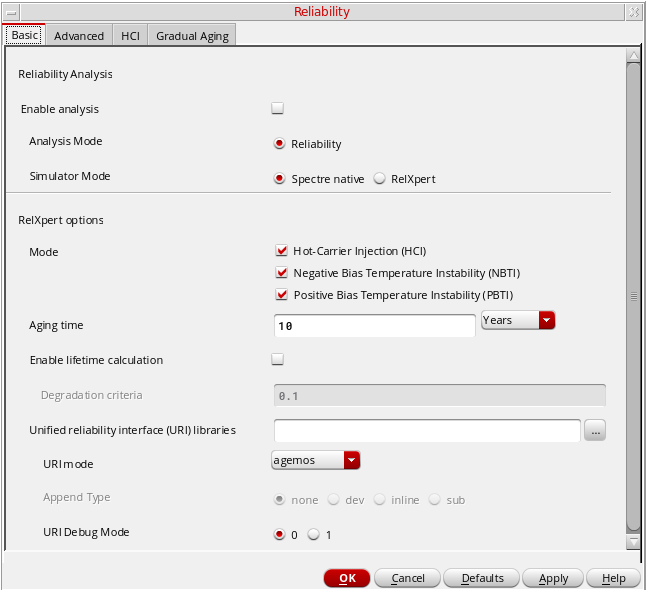 Reliability
Basic Advanced HCI Gradual Aging
Reliability Analysis
Enable analysis
Analysis Mode Reliability
Simulator Mode Spectre native RelXpert
RelXpert options
Mode Hot-Carrier Injection (HCI)
Negative Bias Temperature Instability (NBTI)
Positive Bias Temperature Instability (PBTI)
Aging time 10 Years
Enable lifetime calculation
Degradation criteria 0.1
Unified reliability interface (URI) libraries ...
URI mode agemos
Append Type none dev inline sub
URI Debug Mode 0 1
OK Cancel Defaults Apply Help